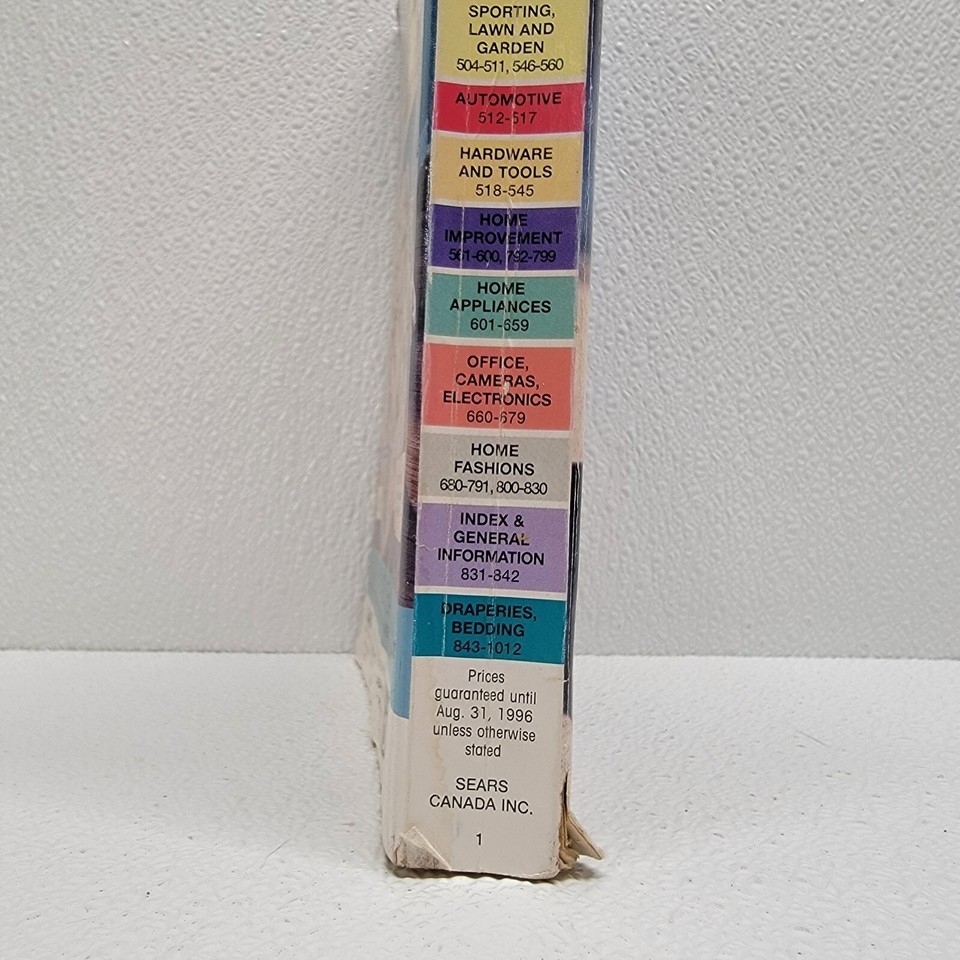 SPORTING,
LAWN AND
GARDEN
504-511, 546-560
AUTOMOTIVE
512-517
HARDWARE
AND TOOLS
518-545
HOME
IMPROVEMENT
561-600, 792-799
HOME
APPLIANCES
601-659
OFFICE,
CAMERAS,
ELECTRONICS
660-679
HOME
FASHIONS
680-791, 800-830
INDEX &
GENERAL
INFORMATION
831-842
DRAPERIES,
BEDDING
843-1012
Prices
guaranteed until
Aug. 31, 1996
unless otherwise
stated
SEARS
CANADA INC.
1